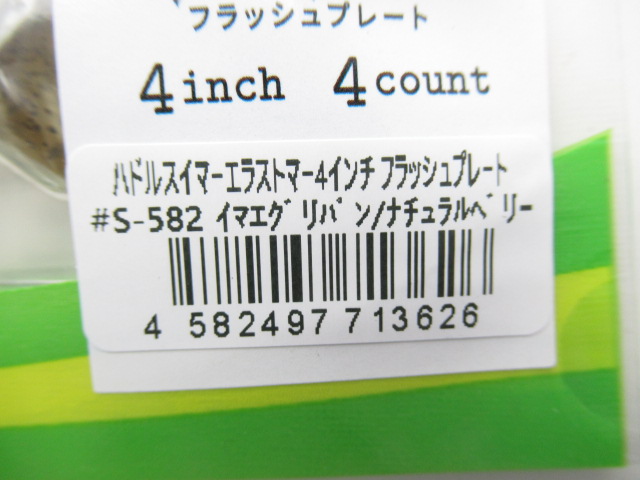 フラッシュプレート
4inch 4count
ﾊﾄﾞﾙｽｲﾏｰｴﾗｽﾄﾏｰ4ｲﾝﾁ ﾌﾗｯｼｭﾌﾟﾚｰﾄ
#S-582 ｲﾏｴｸﾞﾘﾊﾟﾝ/ﾅﾁｭﾗﾙﾍﾞﾘｰ
4 582497 713626